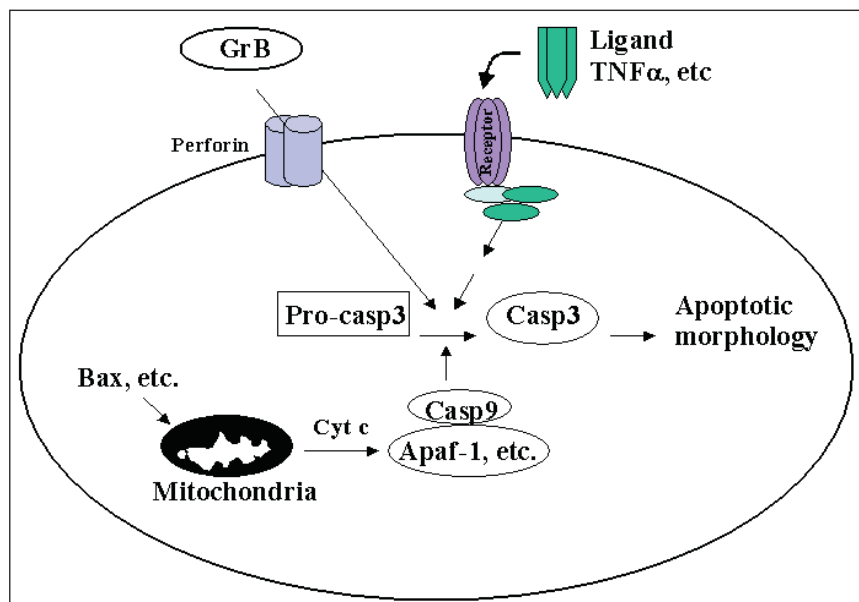 GrB
Ligand
TNFα, etc
Perforin
Receptor
Pro-casp3
Casp3
Apoptotic
morphology
Bax, etc.
Casp9
Cyt c
Apaf-1, etc.
Mitochondria